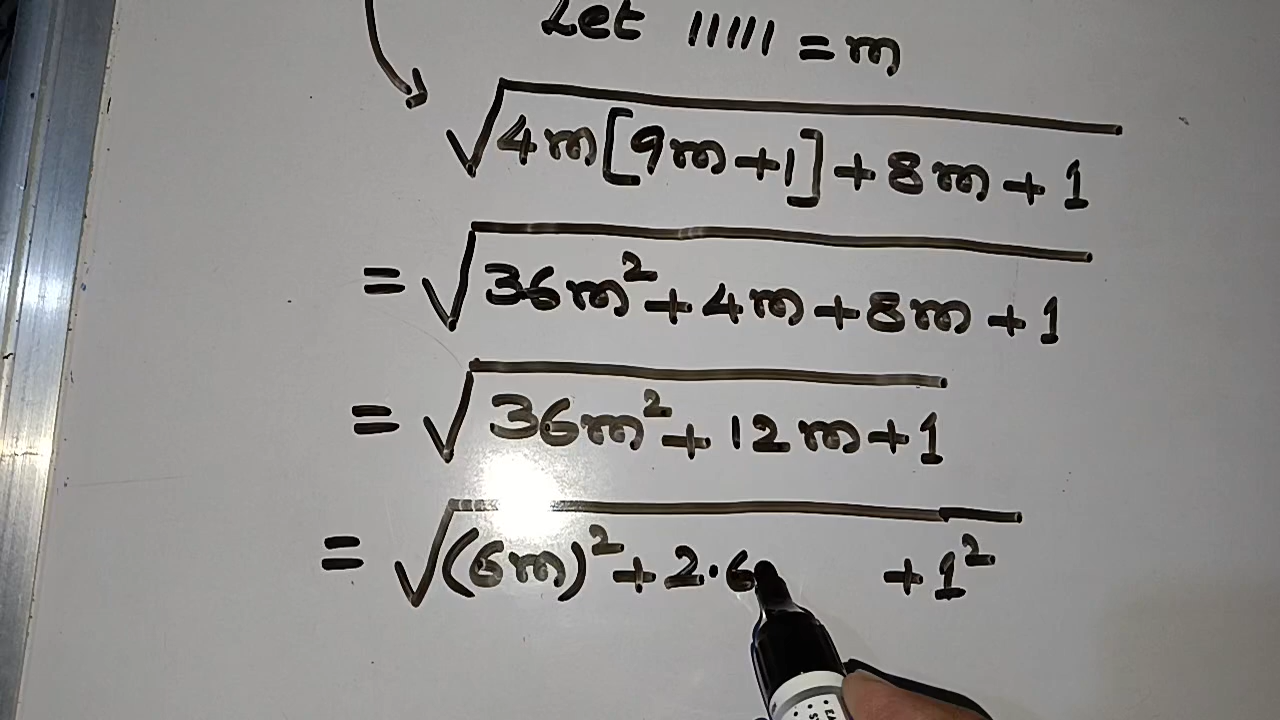 Let 11111 = m
√4m[9m+1]+8m+1
= √36m²+4m+8m+1
= √36m²+12m+1
= √(6m)²+2·6 +1²